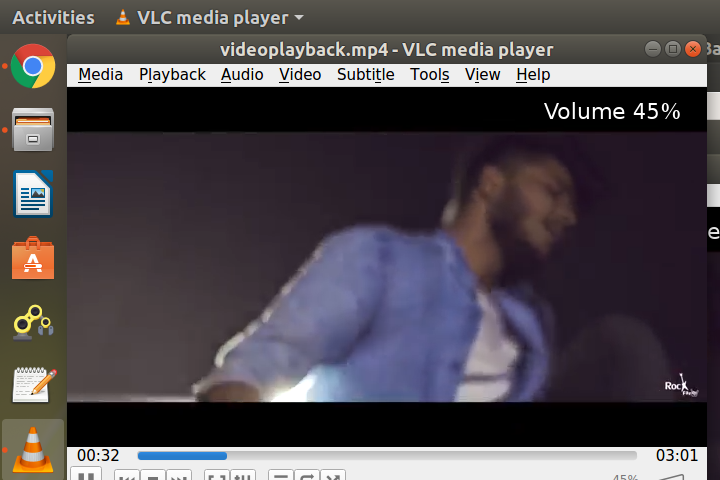 Activities VLC media player
videoplayback.mp4 - VLC media player
Media Playback Audio Video Subtitle Tools View Help
Volume 45%
e
Rock
00:32 03:01
45%